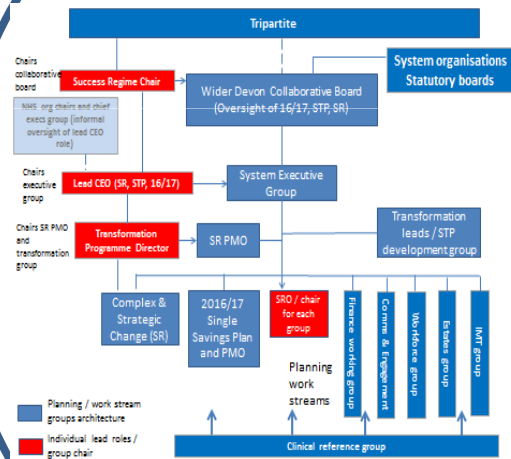 Tripartite
Chairs
collaborative
board
Success Regime Chair
Wider Devon Collaborative Board
(Oversight of 16/17, STP, SR)
System organisations
Statutory boards
NHS org chairs and chief
execs group (informal
oversight of lead CEO
role)
Chairs
executive
group
Lead CEO (SR, STP, 16/17)
System Executive
Group
Chairs SR PMO
and
transformation
group
Transformation
Programme Director
SR PMO
Transformation
leads / STP
development group
Complex &
Strategic
Change (SR)
2016/17
Single
Savings Plan
and PMO
SRO / chair
for each
group
Finance working group
Comms & Engagement
Workforce group
Estates group
IMT group
Planning
work
streams
Planning / work stream
groups architecture
Individual lead roles /
group chair
Clinical reference group